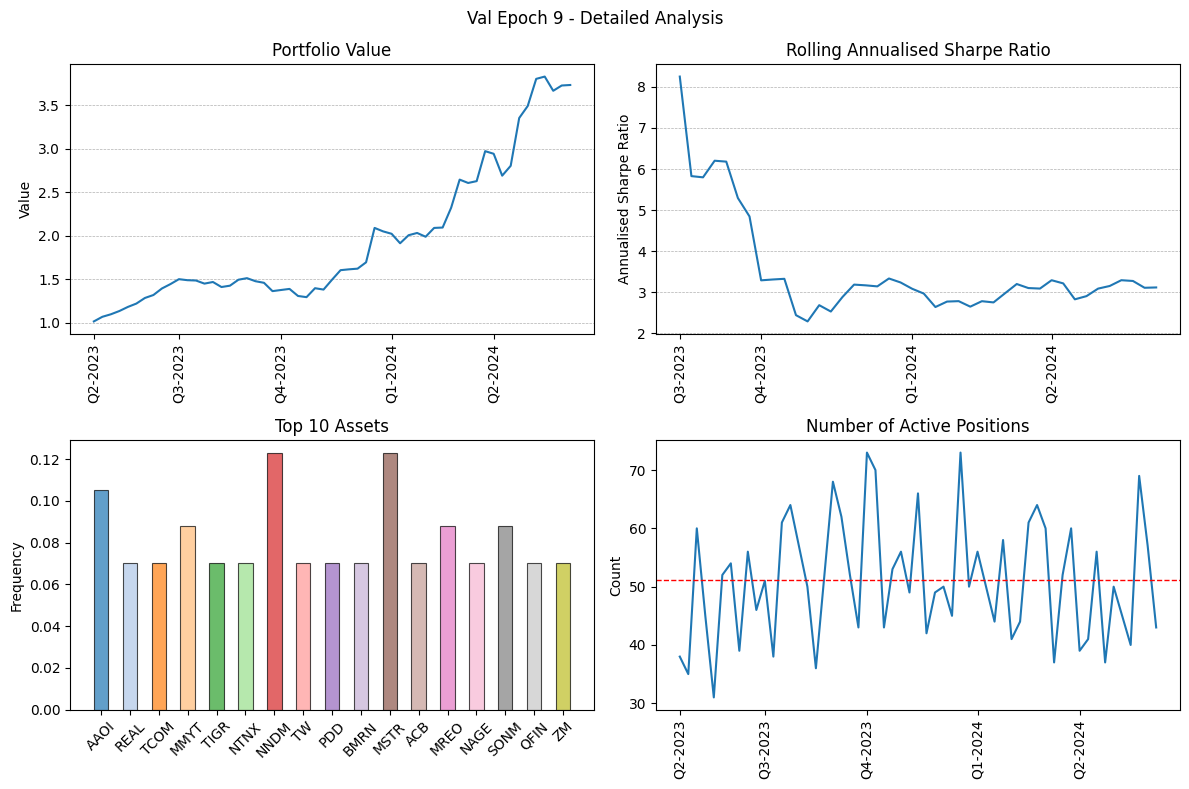 Val Epoch 9 - Detailed Analysis
Portfolio Value
Value
3.5
3.0
2.5
2.0
1.5
1.0
Q2-2023
Q3-2023
Q4-2023
Q1-2024
Q2-2024
Rolling Annualised Sharpe Ratio
Annualised Sharpe Ratio
8
7
6
5
4
3
2
Q3-2023
Q4-2023
Q1-2024
Q2-2024
Top 10 Assets
Frequency
0.12
0.10
0.08
0.06
0.04
0.02
0.00
AAOI
REAL
TCOM
MMYT
TIGR
NTNX
NNDM
TW
PDD
BMRN
MSTR
ACB
MREO
NAGE
SONM
QFIN
ZM
Number of Active Positions
Count
70
60
50
40
30
Q2-2023
Q3-2023
Q4-2023
Q1-2024
Q2-2024